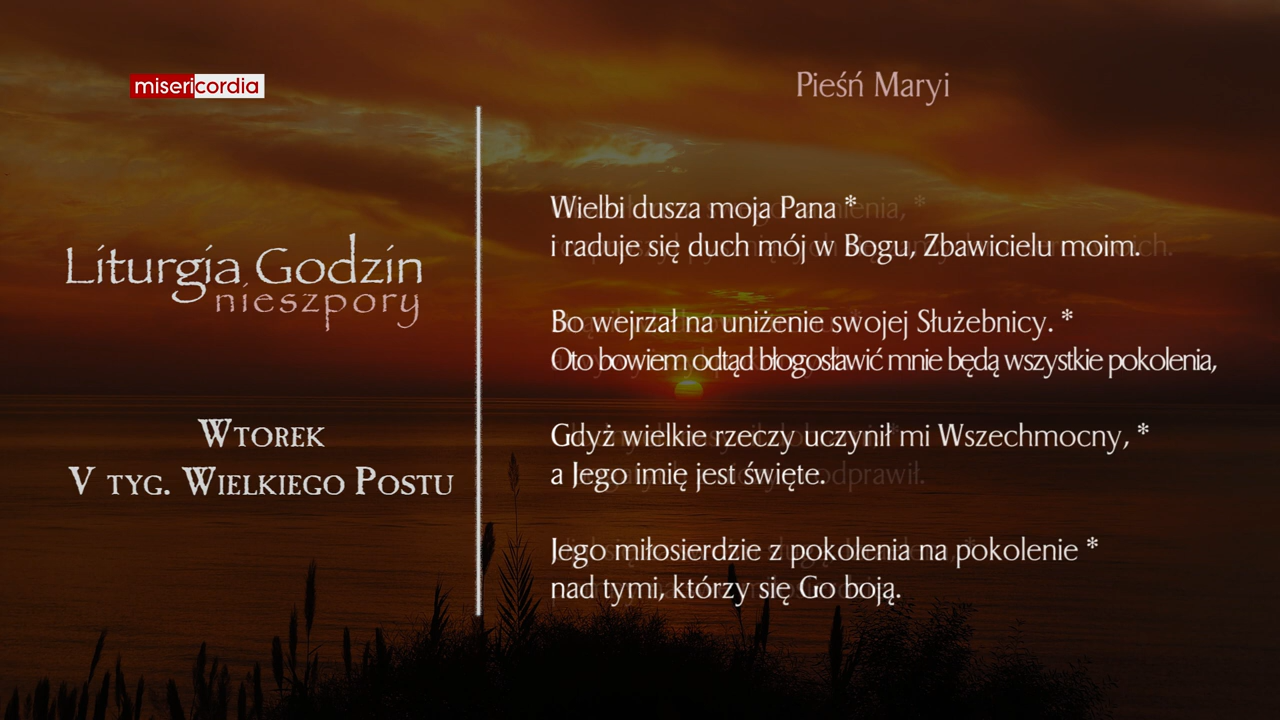 misericordia
Pieśń Maryi
Liturgia Godzin
nieszpory
Wtorek
V tyg. Wielkiego Postu
Wielbi dusza moja Pana *
i raduje się duch mój w Bogu, Zbawicielu moim.
Bo wejrzał na uniżenie swojej Służebnicy. *
Oto bowiem odtąd błogosławić mnie będą wszystkie pokolenia,
Gdyż wielkie rzeczy uczynił mi Wszechmocny, *
a Jego imię jest święte.
Jego miłosierdzie z pokolenia na pokolenie *
nad tymi, którzy się Go boją.